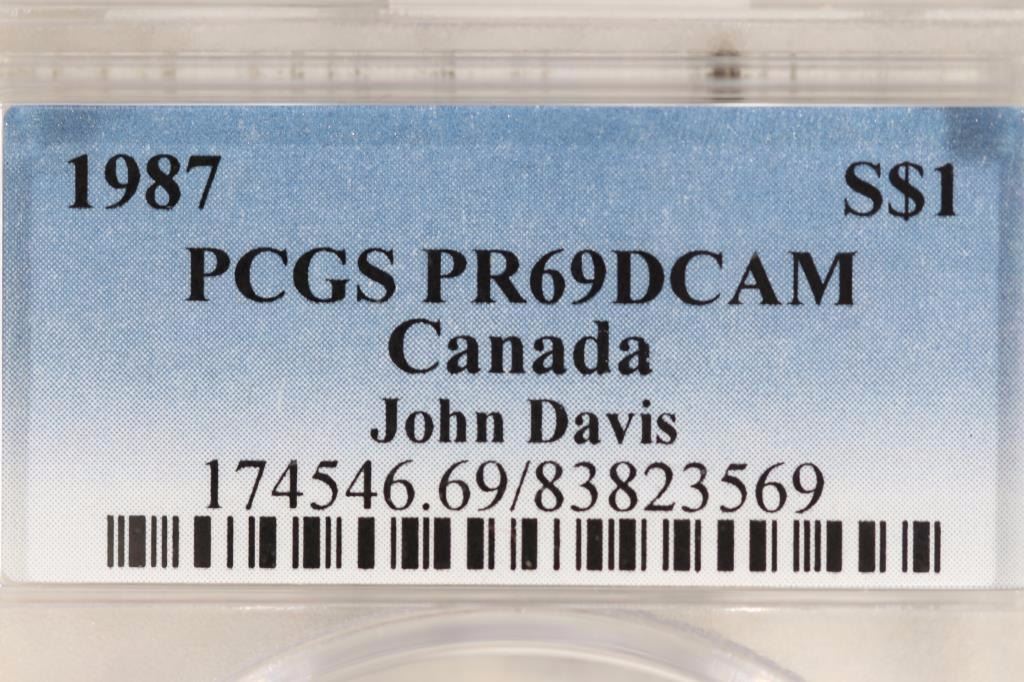 1987 S$1
PCGS PR69DCAM
Canada
John Davis
174546.69/83823569